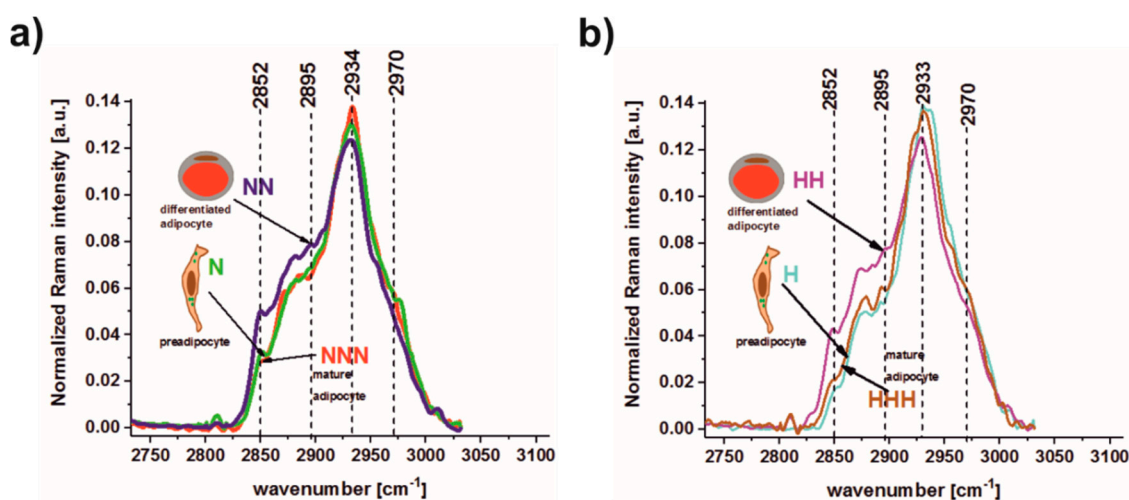 a)
2852
2895
2934
2970
Normalized Raman intensity [a.u.]
0.14
0.12
0.10
0.08
0.06
0.04
0.02
0.00
NN
differentiated
adipocyte
N
preadipocyte
NNN
mature
adipocyte
2750
2800
2850
2900
2950
3000
3050
3100
wavenumber [cm⁻¹]
b)
2852
2895
2933
2970
Normalized Raman intensity [a.u.]
0.14
0.12
0.10
0.08
0.06
0.04
0.02
0.00
HH
differentiated
adipocyte
H
preadipocyte
mature
adipocyte
HHH
2750
2800
2850
2900
2950
3000
3050
3100
wavenumber [cm⁻¹]